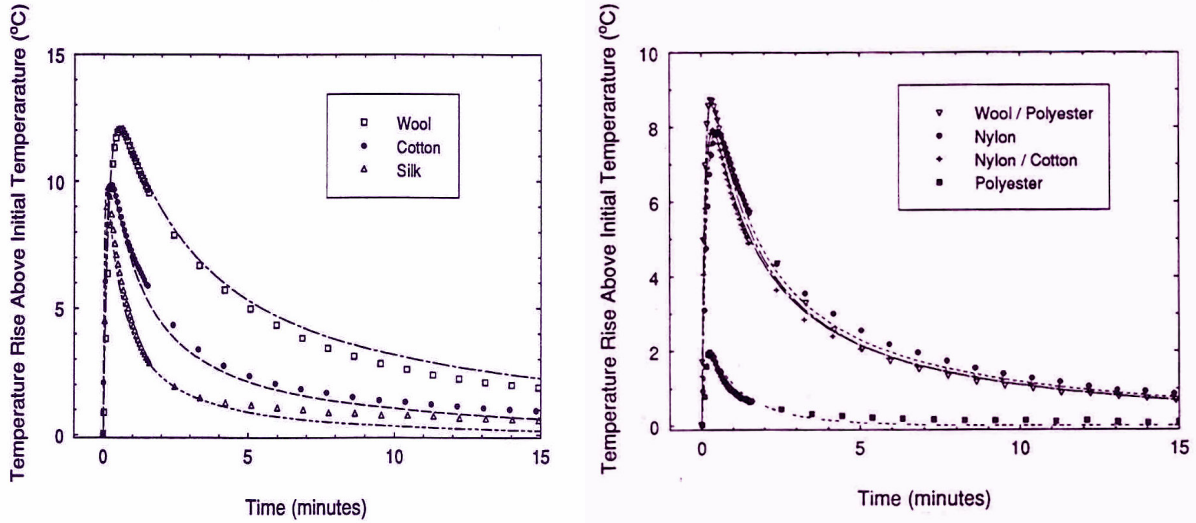 Temperature Rise Above Initial Temperarature (ºC)
15
10
5
0
Wool
Cotton
Silk
0
5
10
15
Time (minutes)
Temperature Rise Above Initial Temperarature (ºC)
10
8
6
4
2
0
Wool / Polyester
Nylon
Nylon / Cotton
Polyester
0
5
10
15
Time (minutes)